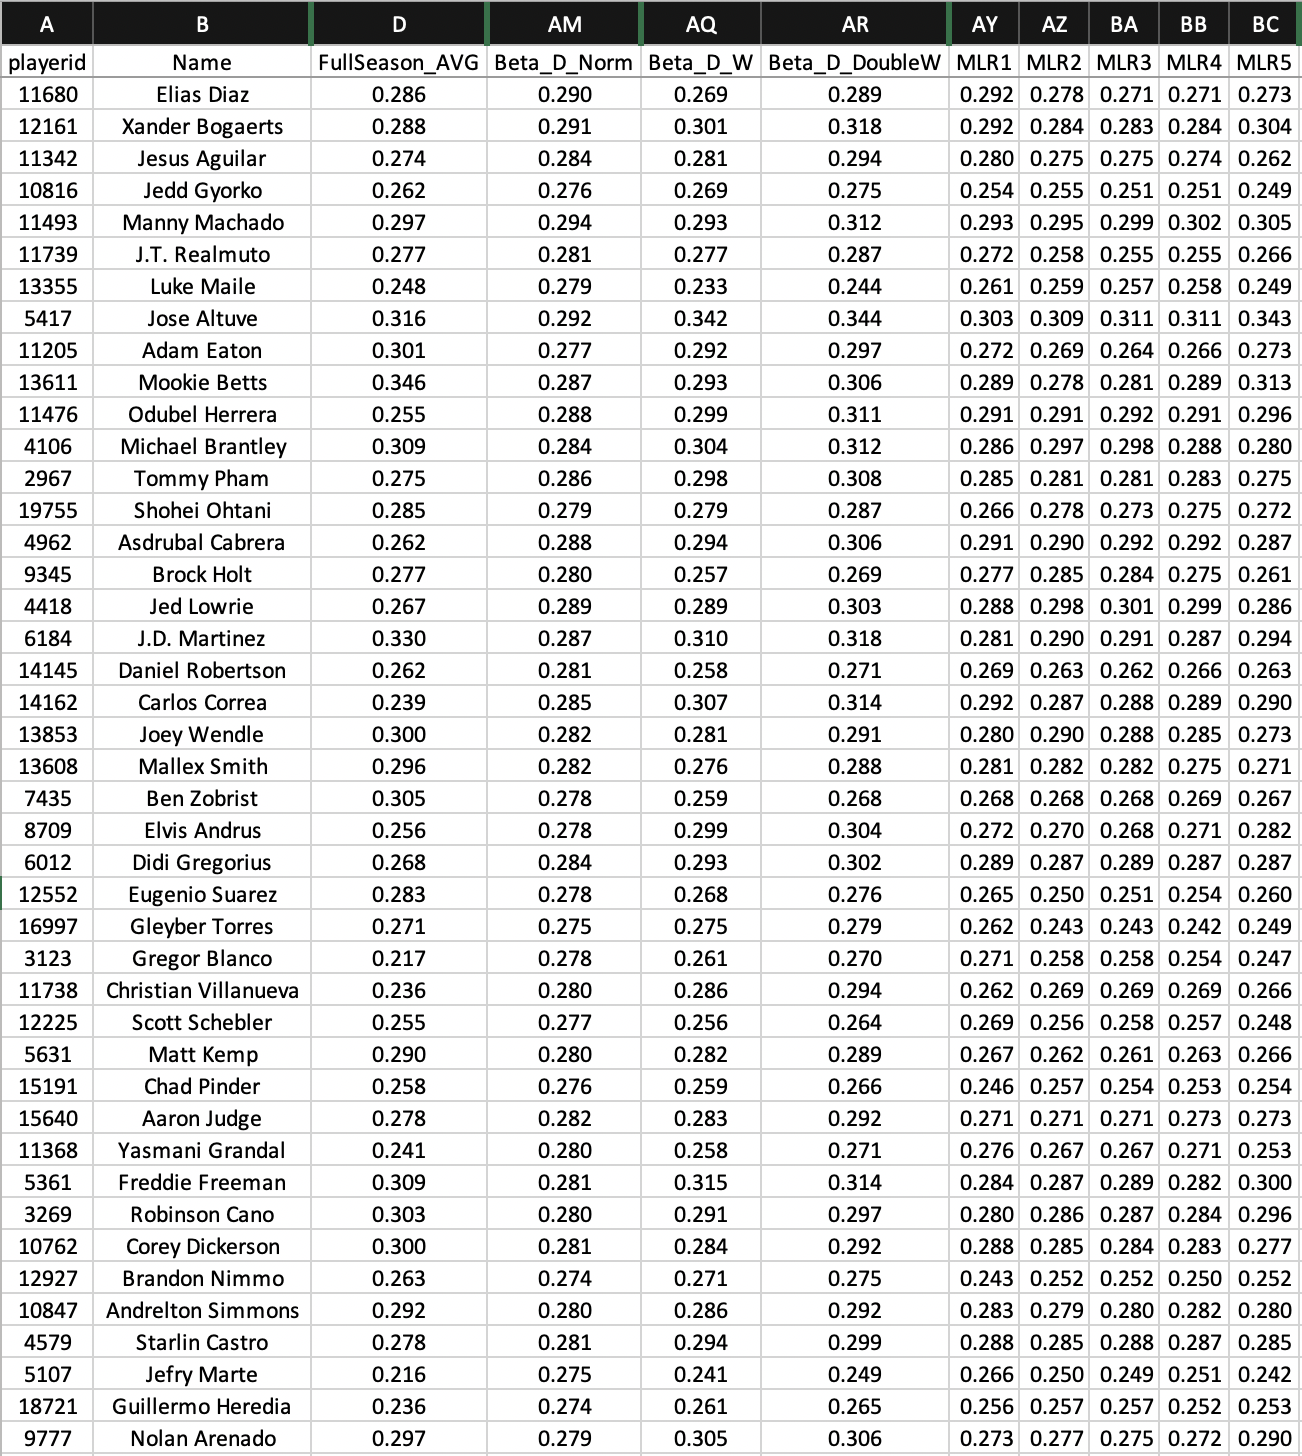 A B D AM AQ AR AY AZ BA BB BC
playerid Name FullSeason_AVG Beta_D_Norm Beta_D_W Beta_D_DoubleW MLR1 MLR2 MLR3 MLR4 MLR5
11680 Elias Diaz 0.286 0.290 0.269 0.289 0.292 0.278 0.271 0.271 0.273
12161 Xander Bogaerts 0.288 0.291 0.301 0.318 0.292 0.284 0.283 0.284 0.304
11342 Jesus Aguilar 0.274 0.284 0.281 0.294 0.280 0.275 0.275 0.274 0.262
10816 Jedd Gyorko 0.262 0.276 0.269 0.275 0.254 0.255 0.251 0.251 0.249
11493 Manny Machado 0.297 0.294 0.293 0.312 0.293 0.295 0.299 0.302 0.305
11739 J.T. Realmuto 0.277 0.281 0.277 0.287 0.272 0.258 0.255 0.255 0.266
13355 Luke Maile 0.248 0.279 0.233 0.244 0.261 0.259 0.257 0.258 0.249
5417 Jose Altuve 0.316 0.292 0.342 0.344 0.303 0.309 0.311 0.311 0.343
11205 Adam Eaton 0.301 0.277 0.292 0.297 0.272 0.269 0.264 0.266 0.273
13611 Mookie Betts 0.346 0.287 0.293 0.306 0.289 0.278 0.281 0.289 0.313
11476 Odubel Herrera 0.255 0.288 0.299 0.311 0.291 0.291 0.292 0.291 0.296
4106 Michael Brantley 0.309 0.284 0.304 0.312 0.286 0.297 0.298 0.288 0.280
2967 Tommy Pham 0.275 0.286 0.298 0.308 0.285 0.281 0.281 0.283 0.275
19755 Shohei Ohtani 0.285 0.279 0.279 0.287 0.266 0.278 0.273 0.275 0.272
4962 Asdrubal Cabrera 0.262 0.288 0.294 0.306 0.291 0.290 0.292 0.292 0.287
9345 Brock Holt 0.277 0.280 0.257 0.269 0.277 0.285 0.284 0.275 0.261
4418 Jed Lowrie 0.267 0.289 0.289 0.303 0.288 0.298 0.301 0.299 0.286
6184 J.D. Martinez 0.330 0.287 0.310 0.318 0.281 0.290 0.291 0.287 0.294
14145 Daniel Robertson 0.262 0.281 0.258 0.271 0.269 0.263 0.262 0.266 0.263
14162 Carlos Correa 0.239 0.285 0.307 0.314 0.292 0.287 0.288 0.289 0.290
13853 Joey Wendle 0.300 0.282 0.281 0.291 0.280 0.290 0.288 0.285 0.273
13608 Mallex Smith 0.296 0.282 0.276 0.288 0.281 0.282 0.282 0.275 0.271
7435 Ben Zobrist 0.305 0.278 0.259 0.268 0.268 0.268 0.268 0.269 0.267
8709 Elvis Andrus 0.256 0.278 0.299 0.304 0.272 0.270 0.268 0.271 0.282
6012 Didi Gregorius 0.268 0.284 0.293 0.302 0.289 0.287 0.289 0.287 0.287
12552 Eugenio Suarez 0.283 0.278 0.268 0.276 0.265 0.250 0.251 0.254 0.260
16997 Gleyber Torres 0.271 0.275 0.275 0.279 0.262 0.243 0.243 0.242 0.249
3123 Gregor Blanco 0.217 0.278 0.261 0.270 0.271 0.258 0.258 0.254 0.247
11738 Christian Villanueva 0.236 0.280 0.286 0.294 0.262 0.269 0.269 0.269 0.266
12225 Scott Schebler 0.255 0.277 0.256 0.264 0.269 0.256 0.258 0.257 0.248
5631 Matt Kemp 0.290 0.280 0.282 0.289 0.267 0.262 0.261 0.263 0.266
15191 Chad Pinder 0.258 0.276 0.259 0.266 0.246 0.257 0.254 0.253 0.254
15640 Aaron Judge 0.278 0.282 0.283 0.292 0.271 0.271 0.271 0.273 0.273
11368 Yasmani Grandal 0.241 0.280 0.258 0.271 0.276 0.267 0.267 0.271 0.253
5361 Freddie Freeman 0.309 0.281 0.315 0.314 0.284 0.287 0.289 0.282 0.300
3269 Robinson Cano 0.303 0.280 0.291 0.297 0.280 0.286 0.287 0.284 0.296
10762 Corey Dickerson 0.300 0.281 0.284 0.292 0.288 0.285 0.284 0.283 0.277
12927 Brandon Nimmo 0.263 0.274 0.271 0.275 0.243 0.252 0.252 0.250 0.252
10847 Andrelton Simmons 0.292 0.280 0.286 0.292 0.283 0.279 0.280 0.282 0.280
4579 Starlin Castro 0.278 0.281 0.294 0.299 0.288 0.285 0.288 0.287 0.285
5107 Jefry Marte 0.216 0.275 0.241 0.249 0.266 0.250 0.249 0.251 0.242
18721 Guillermo Heredia 0.236 0.274 0.261 0.265 0.256 0.257 0.257 0.252 0.253
9777 Nolan Arenado 0.297 0.279 0.305 0.306 0.273 0.277 0.275 0.272 0.290